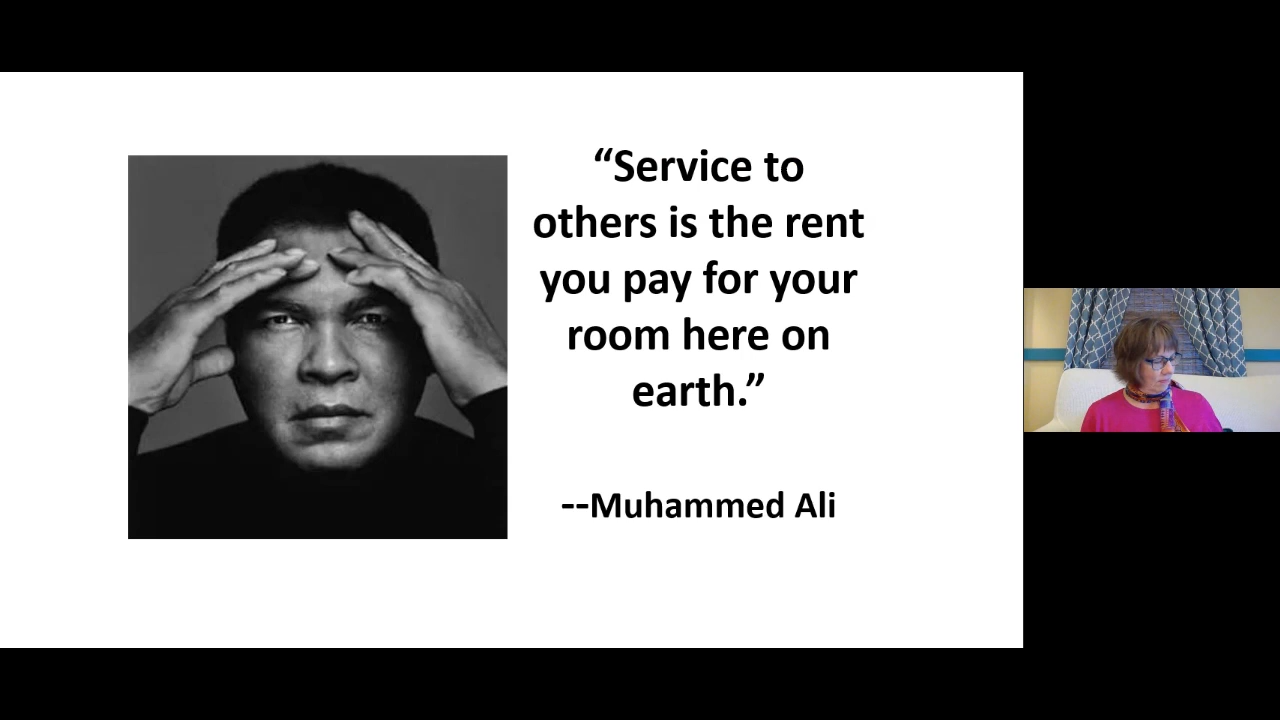 “Service to
others is the rent
you pay for your
room here on
earth.”
--Muhammed Ali